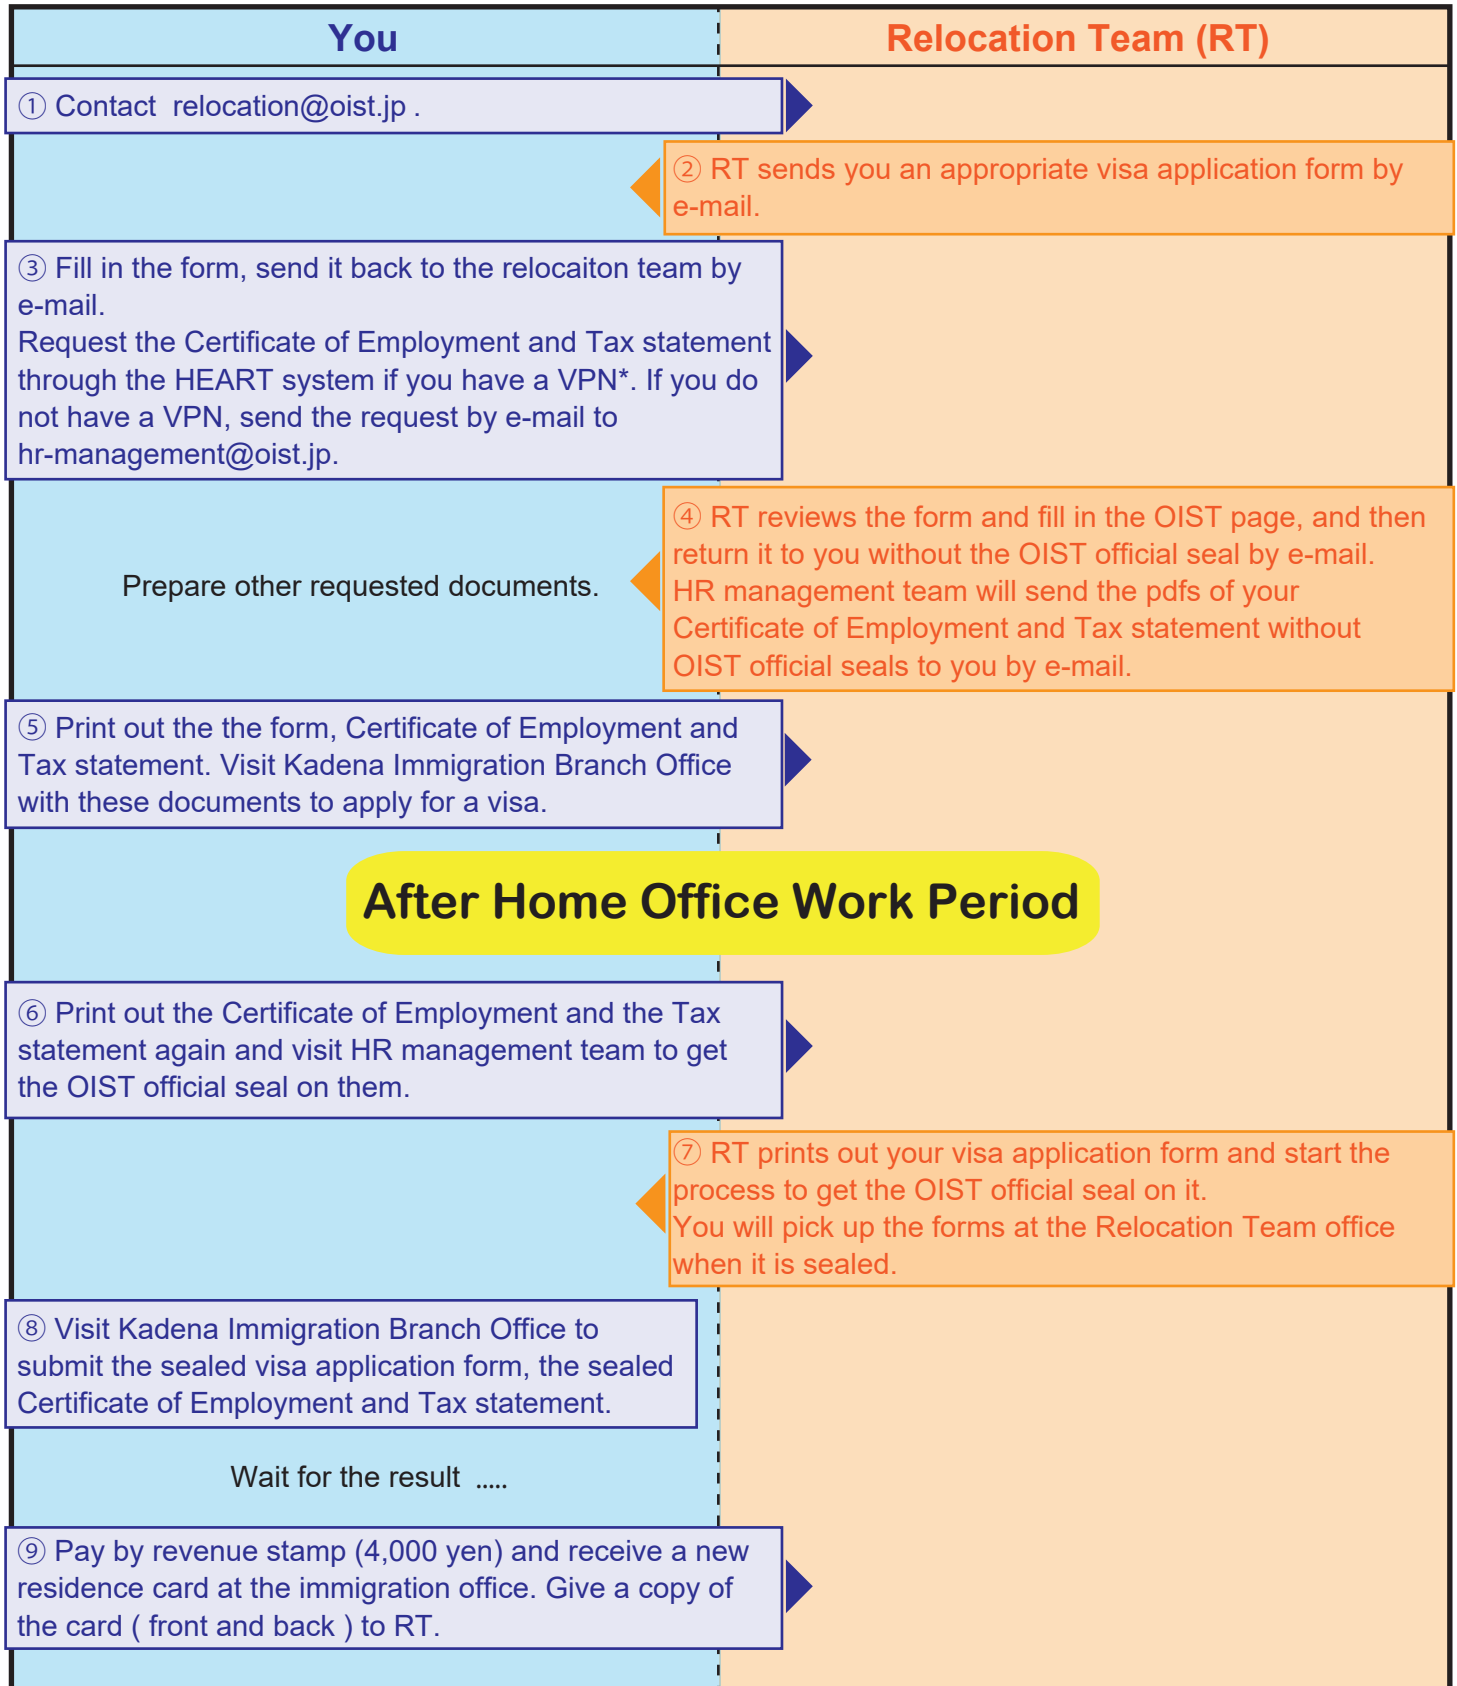 You
Relocation Team (RT)
① Contact relocation@oist.jp .
② RT sends you an appropriate visa application form by
e-mail.
③ Fill in the form, send it back to the relocaiton team by
e-mail.
Request the Certificate of Employment and Tax statement
through the HEART system if you have a VPN*. If you do
not have a VPN, send the request by e-mail to
hr-management@oist.jp.
④ RT reviews the form and fill in the OIST page, and then
return it to you without the OIST official seal by e-mail.
HR management team will send the pdfs of your
Certificate of Employment and Tax statement without
OIST official seals to you by e-mail.
Prepare other requested documents.
⑤ Print out the the form, Certificate of Employment and
Tax statement. Visit Kadena Immigration Branch Office
with these documents to apply for a visa.
After Home Office Work Period
⑥ Print out the Certificate of Employment and the Tax
statement again and visit HR management team to get
the OIST official seal on them.
⑦ RT prints out your visa application form and start the
process to get the OIST official seal on it.
You will pick up the forms at the Relocation Team office
when it is sealed.
⑧ Visit Kadena Immigration Branch Office to
submit the sealed visa application form, the sealed
Certificate of Employment and Tax statement.
Wait for the result .....
⑨ Pay by revenue stamp (4,000 yen) and receive a new
residence card at the immigration office. Give a copy of
the card ( front and back ) to RT.